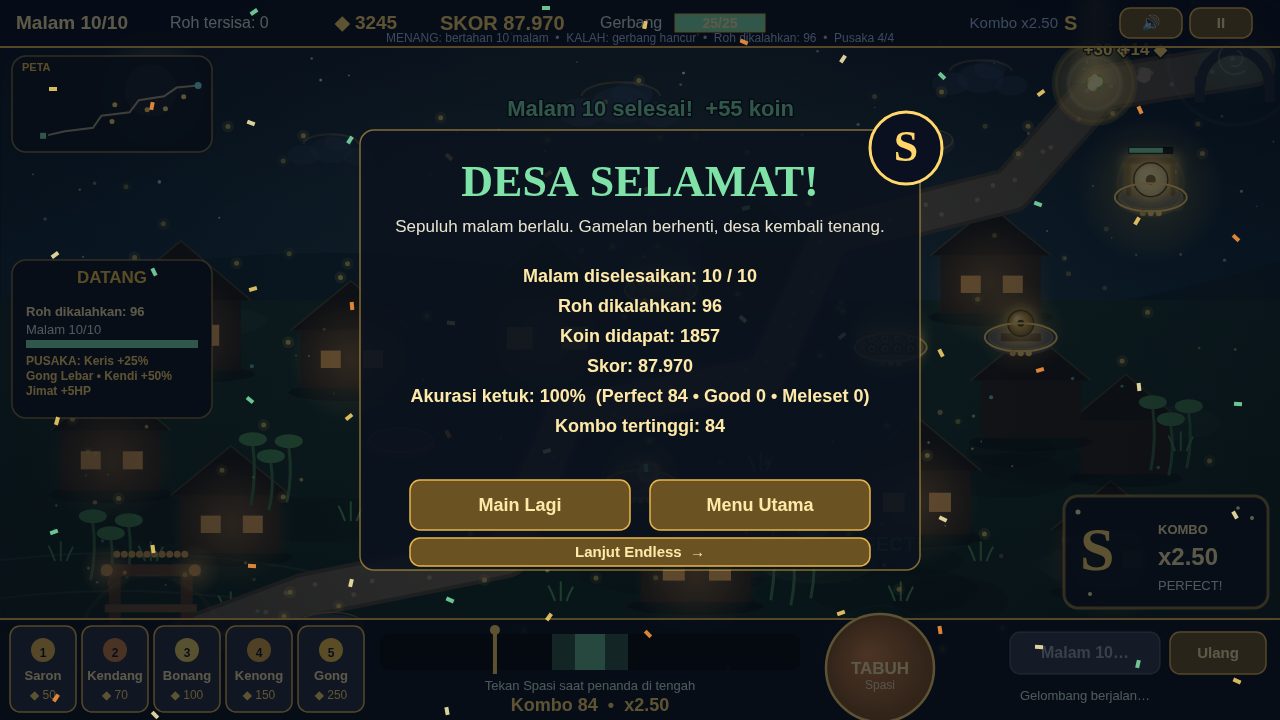 Malam 10/10 Roh tersisa: 0 ◆ 3245 SKOR 87.970 Gerbang 25/25 Kombo x2.50 S 🔊 II
MENANG: bertahan 10 malam • KALAH: gerbang hancur • Roh dikalahkan: 96 • Pusaka 4/4
+30 ◆ +14 ◆
PETA
Malam 10 selesai! +55 koin
S
DESA SELAMAT!
Sepuluh malam berlalu. Gamelan berhenti, desa kembali tenang.
Malam diselesaikan: 10 / 10
Roh dikalahkan: 96
Koin didapat: 1857
Skor: 87.970
Akurasi ketuk: 100% (Perfect 84 • Good 0 • Meleset 0)
Kombo tertinggi: 84
Main Lagi
Menu Utama
Lanjut Endless →
DATANG
Roh dikalahkan: 96
Malam 10/10
PUSAKA: Keris +25%
Gong Lebar • Kendi +50%
Jimat +5HP
S
KOMBO
x2.50
PERFECT!
1 2 3 4 5
Saron Kendang Bonang Kenong Gong
◆ 50 ◆ 70 ◆ 100 ◆ 150 ◆ 250
Tekan Spasi saat penanda di tengah
Kombo 84 • x2.50
TABUH
Spasi
Malam 10...
Ulang
Gelombang berjalan...